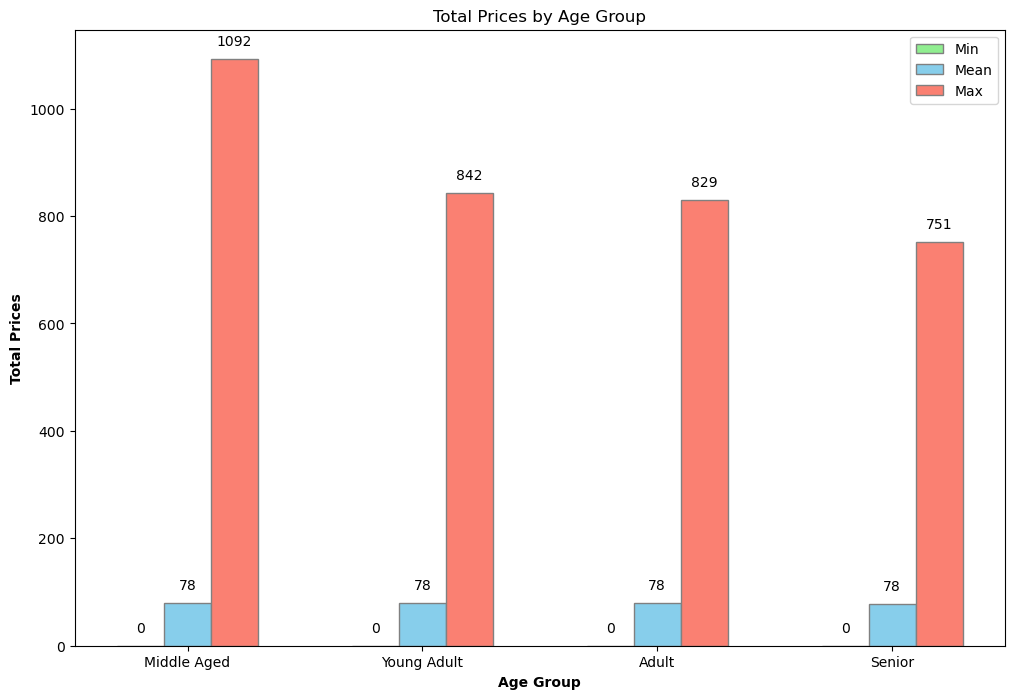 Total Prices by Age Group
Min
Mean
Max
1092
842
829
751
78
78
78
78
0
0
0
0
1000
800
600
400
200
0
Total Prices
Middle Aged
Young Adult
Adult
Senior
Age Group